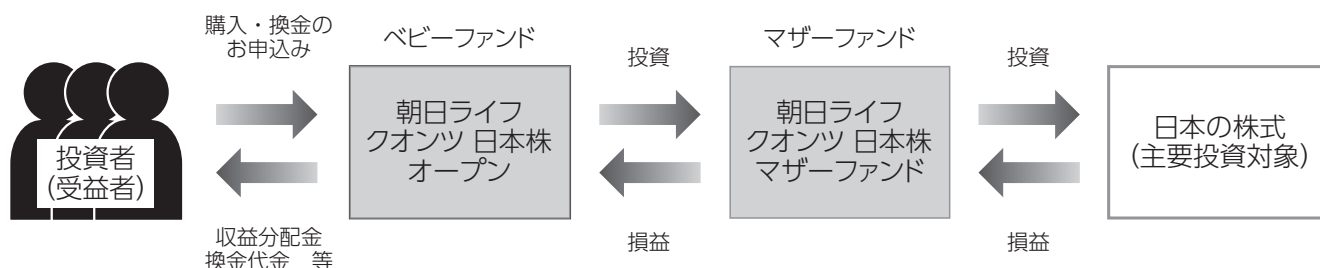 購入・換金の
お申込み
ベビーファンド
マザーファンド
投資
投資
投資者
(受益者)
朝日ライフ
クオンツ 日本株
オープン
朝日ライフ
クオンツ 日本株
マザーファンド
日本の株式
(主要投資対象)
収益分配金
換金代金 等
損益
損益